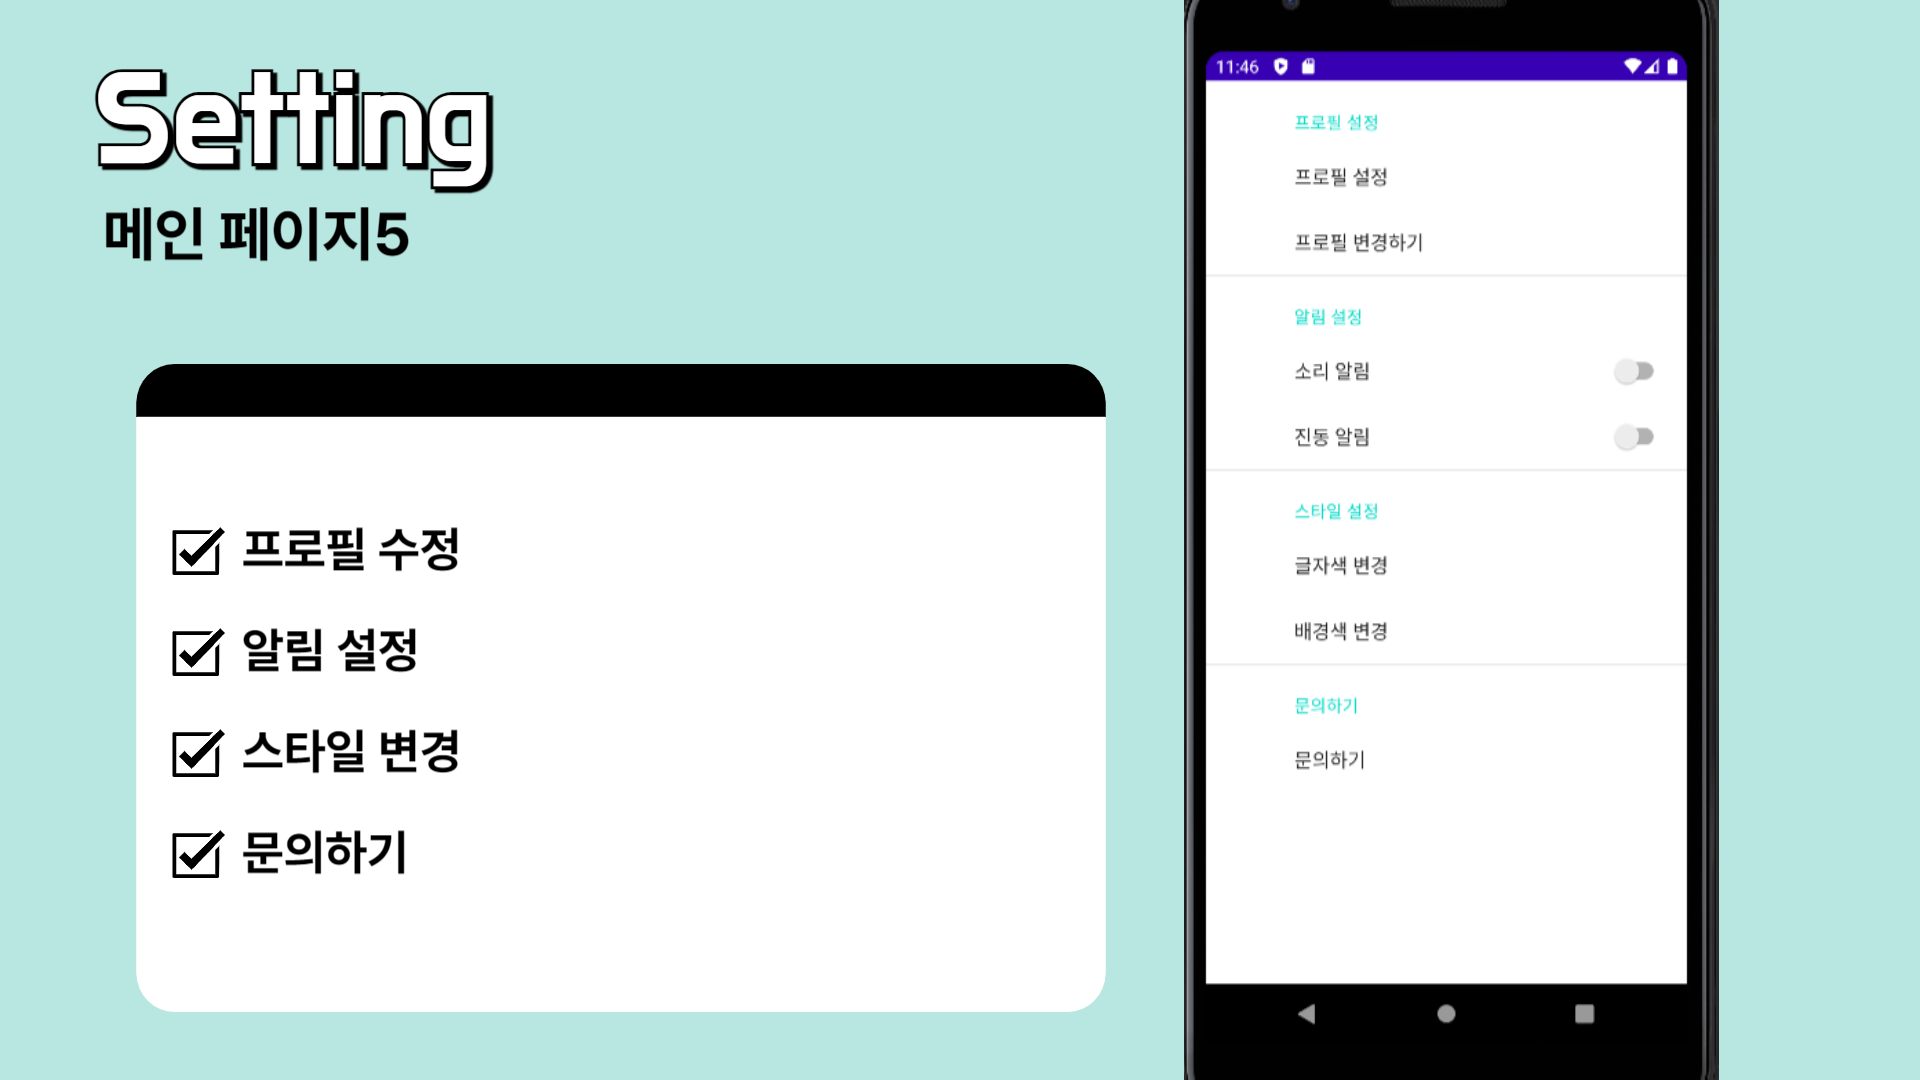 Setting
메인 페이지5
프로필 수정
알림 설정
스타일 변경
문의하기
11:46
프로필 설정
프로필 설정
프로필 변경하기
알림 설정
소리 알림
진동 알림
스타일 설정
글자색 변경
배경색 변경
문의하기
문의하기